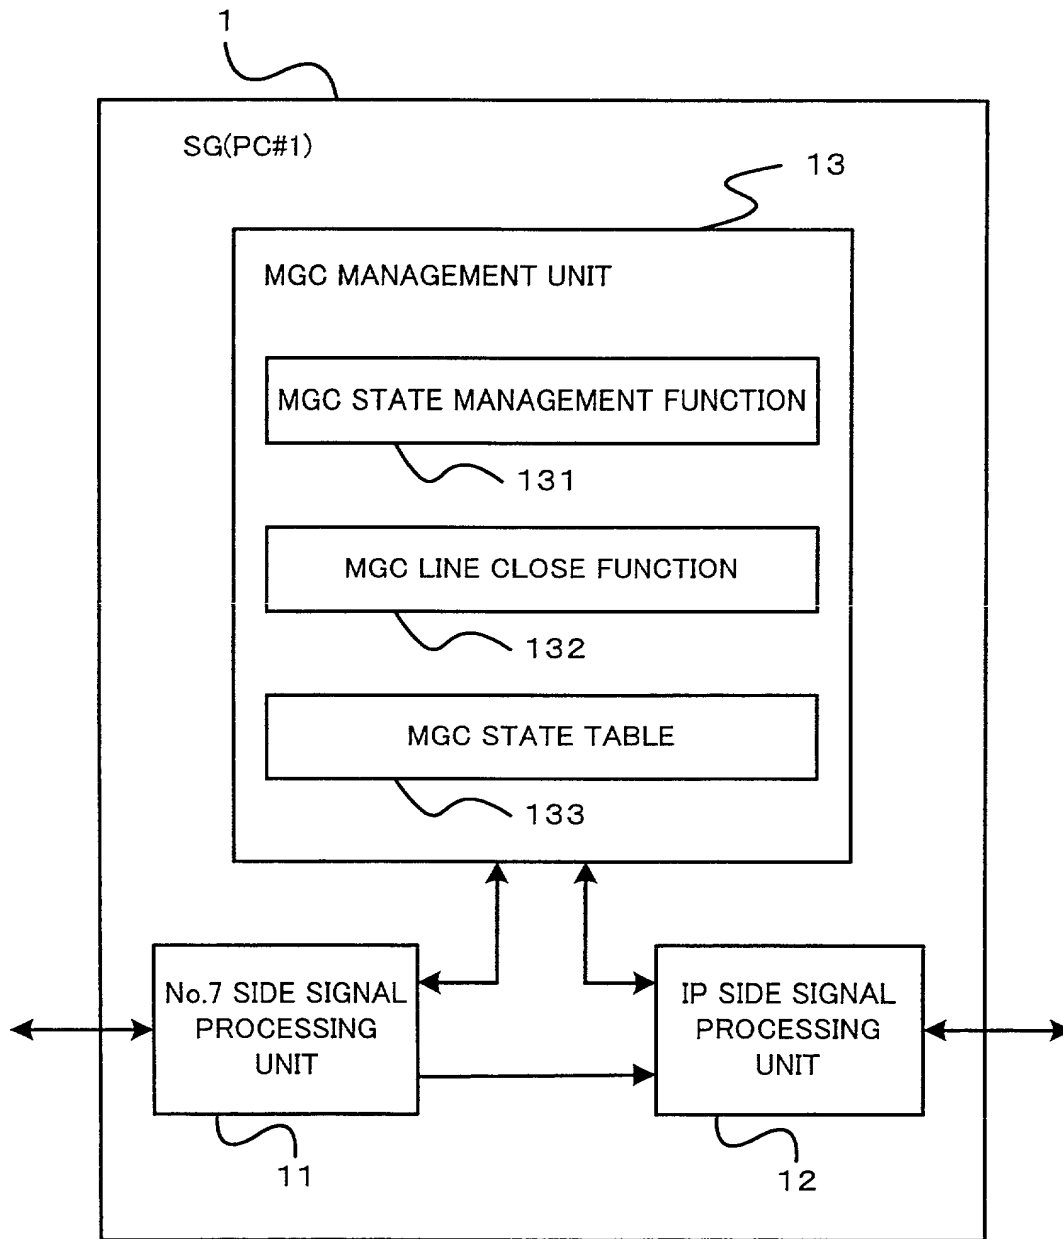 1
SG(PC#1)
13
MGC MANAGEMENT UNIT
MGC STATE MANAGEMENT FUNCTION
131
MGC LINE CLOSE FUNCTION
132
MGC STATE TABLE
133
No.7 SIDE SIGNAL
PROCESSING
UNIT
11
IP SIDE SIGNAL
PROCESSING
UNIT
12